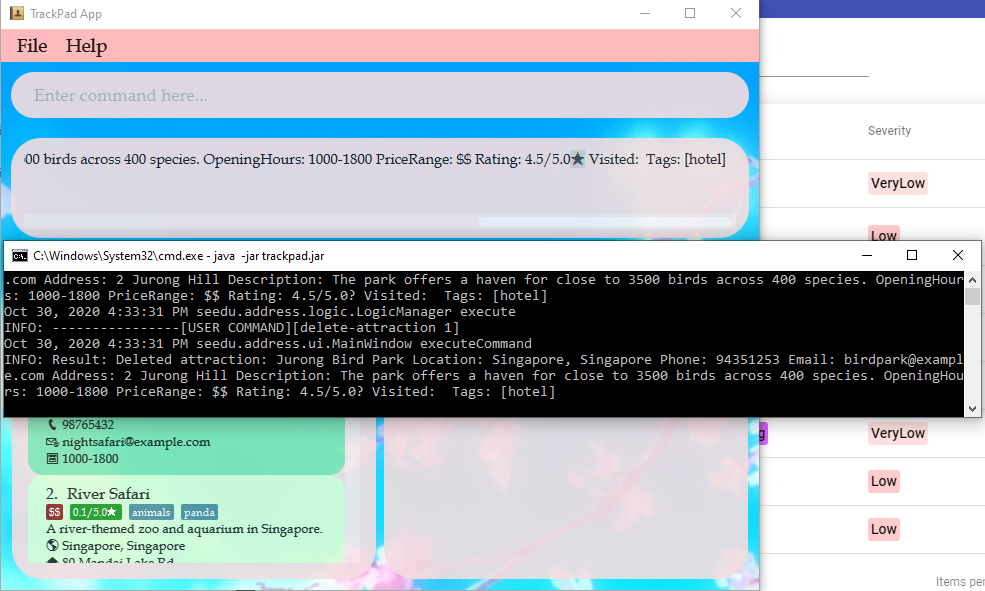 TrackPad App
File Help
Enter command here...
00 birds across 400 species. OpeningHours: 1000-1800 PriceRange: $$ Rating: 4.5/5.0★ Visited: Tags: [hotel]
Severity
VeryLow
Low
C:\Windows\System32\cmd.exe - java -jar trackpad.jar
.com Address: 2 Jurong Hill Description: The park offers a haven for close to 3500 birds across 400 species. OpeningHour
s: 1000-1800 PriceRange: $$ Rating: 4.5/5.0? Visited:  Tags: [hotel]
Oct 30, 2020 4:33:31 PM seedu.address.logic.LogicManager execute
INFO: ----------------[USER COMMAND][delete-attraction 1]
Oct 30, 2020 4:33:31 PM seedu.address.ui.MainWindow executeCommand
INFO: Result: Deleted attraction: Jurong Bird Park Location: Singapore, Singapore Phone: 94351253 Email: birdpark@exampl
e.com Address: 2 Jurong Hill Description: The park offers a haven for close to 3500 birds across 400 species. OpeningHou
rs: 1000-1800 PriceRange: $$ Rating: 4.5/5.0? Visited:  Tags: [hotel]
98765432
nightsafari@example.com
1000-1800
2. River Safari
$$ 0.1/5.0★ animals panda
A river-themed zoo and aquarium in Singapore.
Singapore, Singapore
80 Mandai Lake Rd
g
VeryLow
Low
Low
Items per